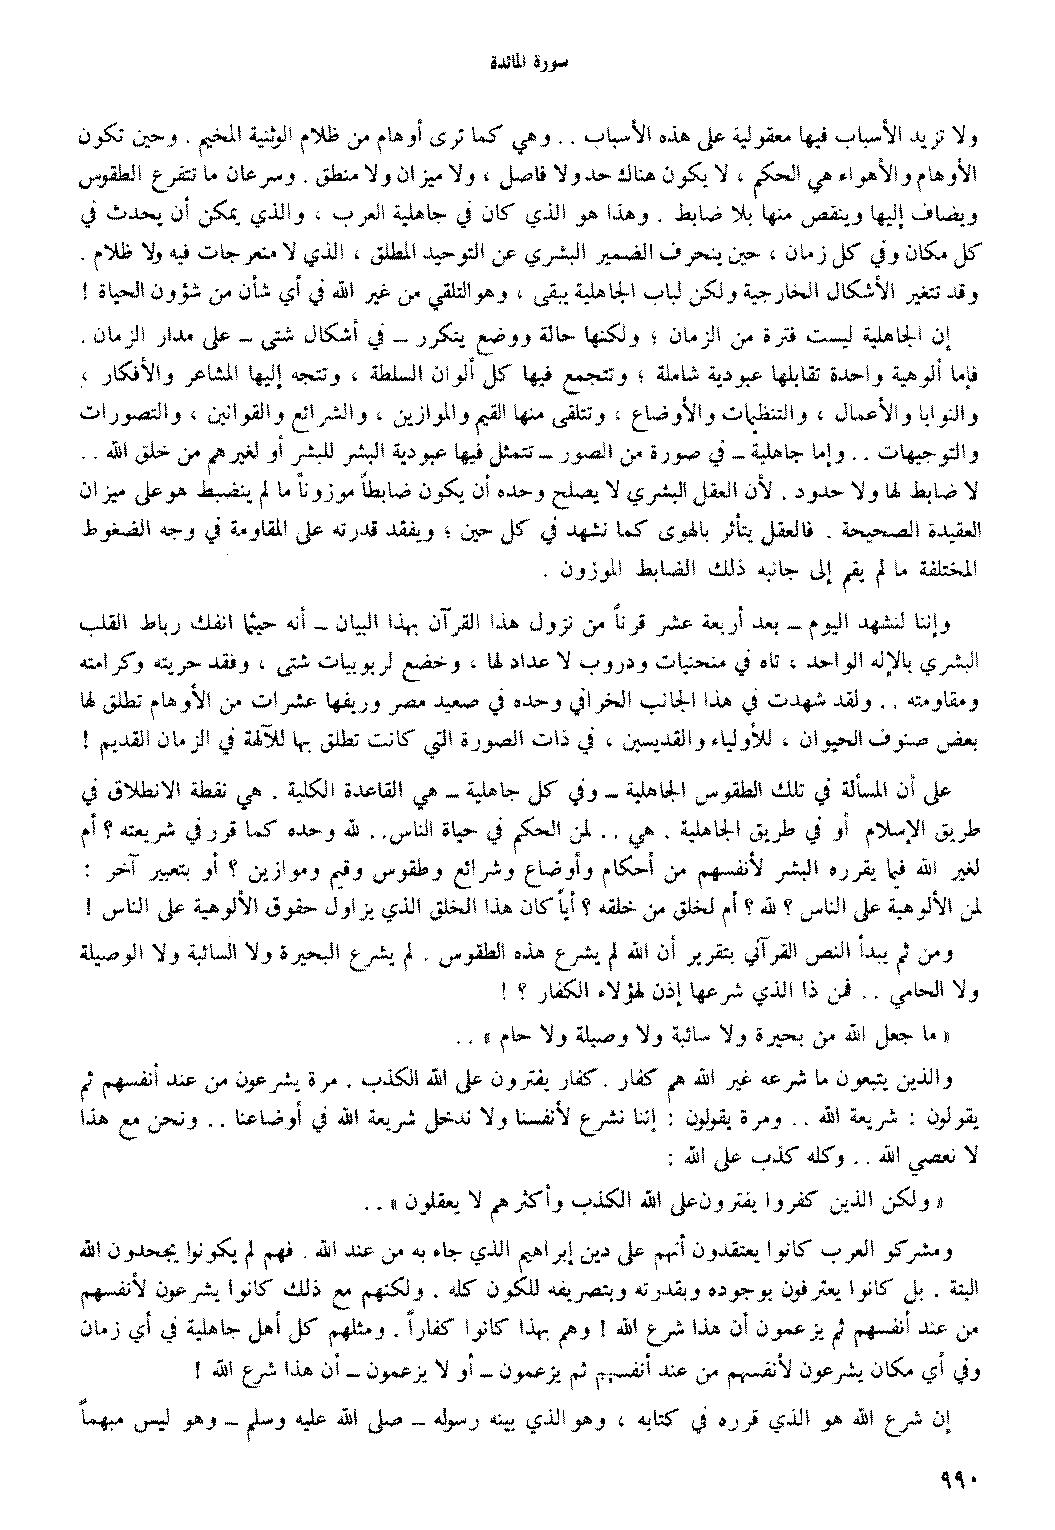 سورة المائدة
ولا تزيد الأسباب فيها معقولية على هذه الأسباب . . وهي كما ترى أوهام من ظلام الوثنية المخيم . وحين تكون
الأوهام والأهواء هي الحكم ، لا يكون هناك حد ولا فاصل ، ولا ميزان ولا منطق . وسرعان ما تتفرع الطقوس
ويضاف إليها وينقص منها بلا ضابط . وهذا هو الذي كان في جاهلية العرب ، والذي يمكن أن يحدث في
كل مكان وفي كل زمان ، حين ينحرف الضمير البشري عن التوحيد المطلق ، الذي لا منعرجات فيه ولا ظلام .
وقد تتغير الأشكال الخارجية ولكن لباب الجاهلية يبقى ، وهو التلقي من غير الله في أي شأن من شؤون الحياة !
إن الجاهلية ليست فترة من الزمان ؛ ولكنها حالة ووضع يتكرر – في أشكال شتى – على مدار الزمان .
فإما ألوهية واحدة تقابلها عبودية شاملة ؛ وتتجمع فيها كل ألوان السلطة ، وتتجه إليها المشاعر والأفكار ،
والنوايا والأعمال ، والتنظيمات والأوضاع ، وتتلقى منها القيم والموازين ، والشرائع والقوانين ، والتصورات
والتوجيهات . . وإما جاهلية – في صورة من الصور – تتمثل فيها عبودية البشر للبشر أو لغيرهم من خلق الله . .
لا ضابط لها ولا حدود . لأن العقل البشري لا يصلح وحده أن يكون ضابطاً موزوناً ما لم ينضبط هو على ميزان
العقيدة الصحيحة . فالعقل يتأثر بالهوى كما نشهد في كل حين ؛ ويفقد قدرته على المقاومة في وجه الضغوط
المختلفة ما لم يقم إلى جانبه ذلك الضابط الموزون .
وإننا لنشهد اليوم – بعد أربعة عشر قرناً من نزول هذا القرآن بهذا البيان – أنه حيثما انفك رباط القلب
البشري بالإله الواحد ، تاه في منحنيات ودروب لا عداد لها ، وخضع لربوبيات شتى ، وفقد حريته وكرامته
ومقاومته . . ولقد شهدت في هذا الجانب الخرافي وحده في صعيد مصر وريفها عشرات من الأوهام تطلق لها
بعض صنوف الحيوان ، للأولياء والقديسين ، في ذات الصورة التي كانت تطلق بها للآلهة في الزمان القديم !
على أن المسألة في تلك الطقوس الجاهلية – وفي كل جاهلية – هي القاعدة الكلية . هي نقطة الانطلاق في
طريق الإسلام أو في طريق الجاهلية . هي . . لمن الحكم في حياة الناس.. لله وحده كما قرر في شريعته ؟ أم
لغير الله فيما يقرره البشر لأنفسهم من أحكام وأوضاع وشرائع وطقوس وقيم وموازين ؟ أو بتعبير آخر :
لمن الألوهية على الناس ؟ لله ؟ أم لخلق من خلقه ؟ أياً كان هذا الخلق الذي يزاول حقوق الألوهية على الناس !
ومن ثم يبدأ النص القرآني بتقرير أن الله لم يشرع هذه الطقوس . لم يشرع البحيرة ولا السائبة ولا الوصيلة
ولا الحامي . . فمن ذا الذي شرعها إذن لهؤلاء الكفار ؟ !
« ما جعل الله من بحيرة ولا سائبة ولا وصيلة ولا حام » . .
والذين يتبعون ما شرعه غير الله هم كفار . كفار يفترون على الله الكذب . مرة يشرعون من عند أنفسهم ثم
يقولون : شريعة الله . . ومرة يقولون : إننا نشرع لأنفسنا ولا ندخل شريعة الله في أوضاعنا . . ونحن مع هذا
لا نعصي الله . . وكله كذب على الله :
« ولكن الذين كفروا يفترون على الله الكذب وأكثرهم لا يعقلون » . .
ومشركو العرب كانوا يعتقدون أنهم على دين إبراهيم الذي جاء به من عند الله . فهم لم يكونوا يجحدون الله
البتة . بل كانوا يعترفون بوجوده وبقدرته وبتصريفه للكون كله . ولكنهم مع ذلك كانوا يشرعون لأنفسهم
من عند أنفسهم ثم يزعمون أن هذا شرع الله ! وهم بهذا كانوا كفاراً . ومثلهم كل أهل جاهلية في أي زمان
وفي أي مكان يشرعون لأنفسهم من عند أنفسهم ثم يزعمون – أو لا يزعمون – أن هذا شرع الله !
إن شرع الله هو الذي قرره في كتابه ، وهو الذي بينه رسوله – صلى الله عليه وسلم – وهو ليس مبهماً
٩٩٠